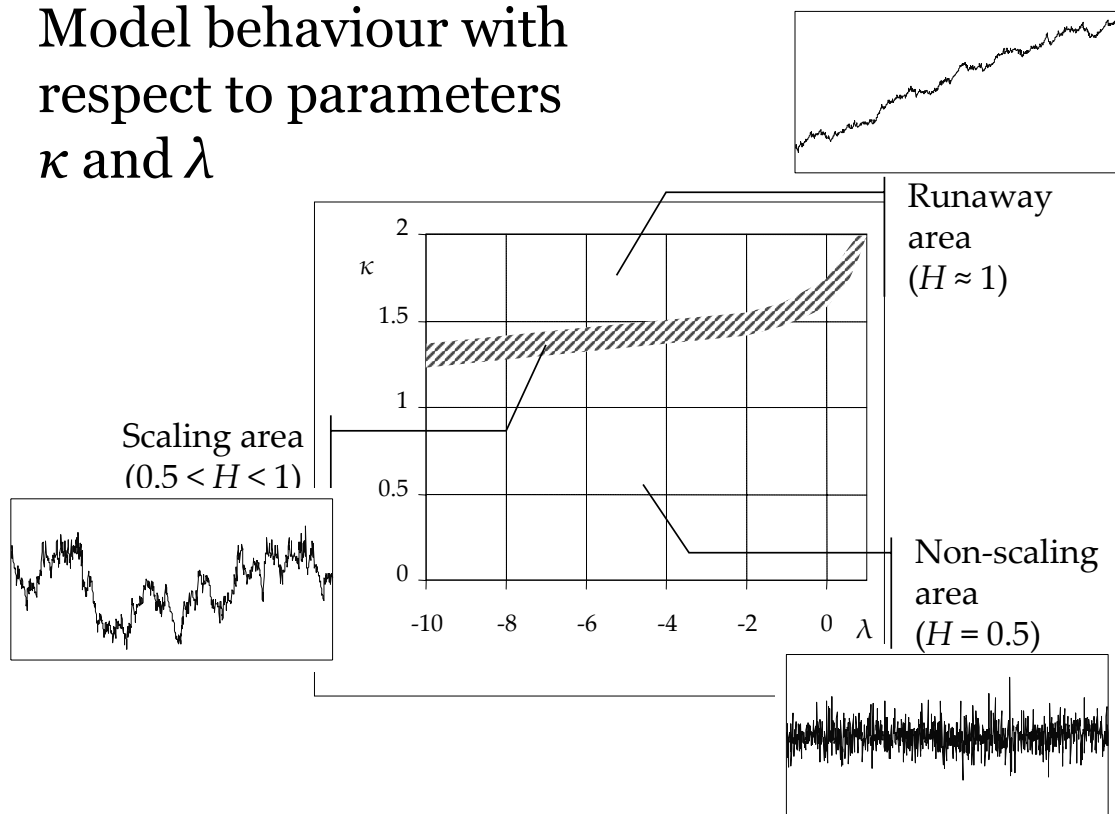 Model behaviour with
respect to parameters
κ and λ
Runaway
area
(H ≈ 1)
2
κ
1.5
1
Scaling area
(0.5 < H < 1)
0.5
0
-10 -8 -6 -4 -2 0 λ
Non-scaling
area
(H = 0.5)